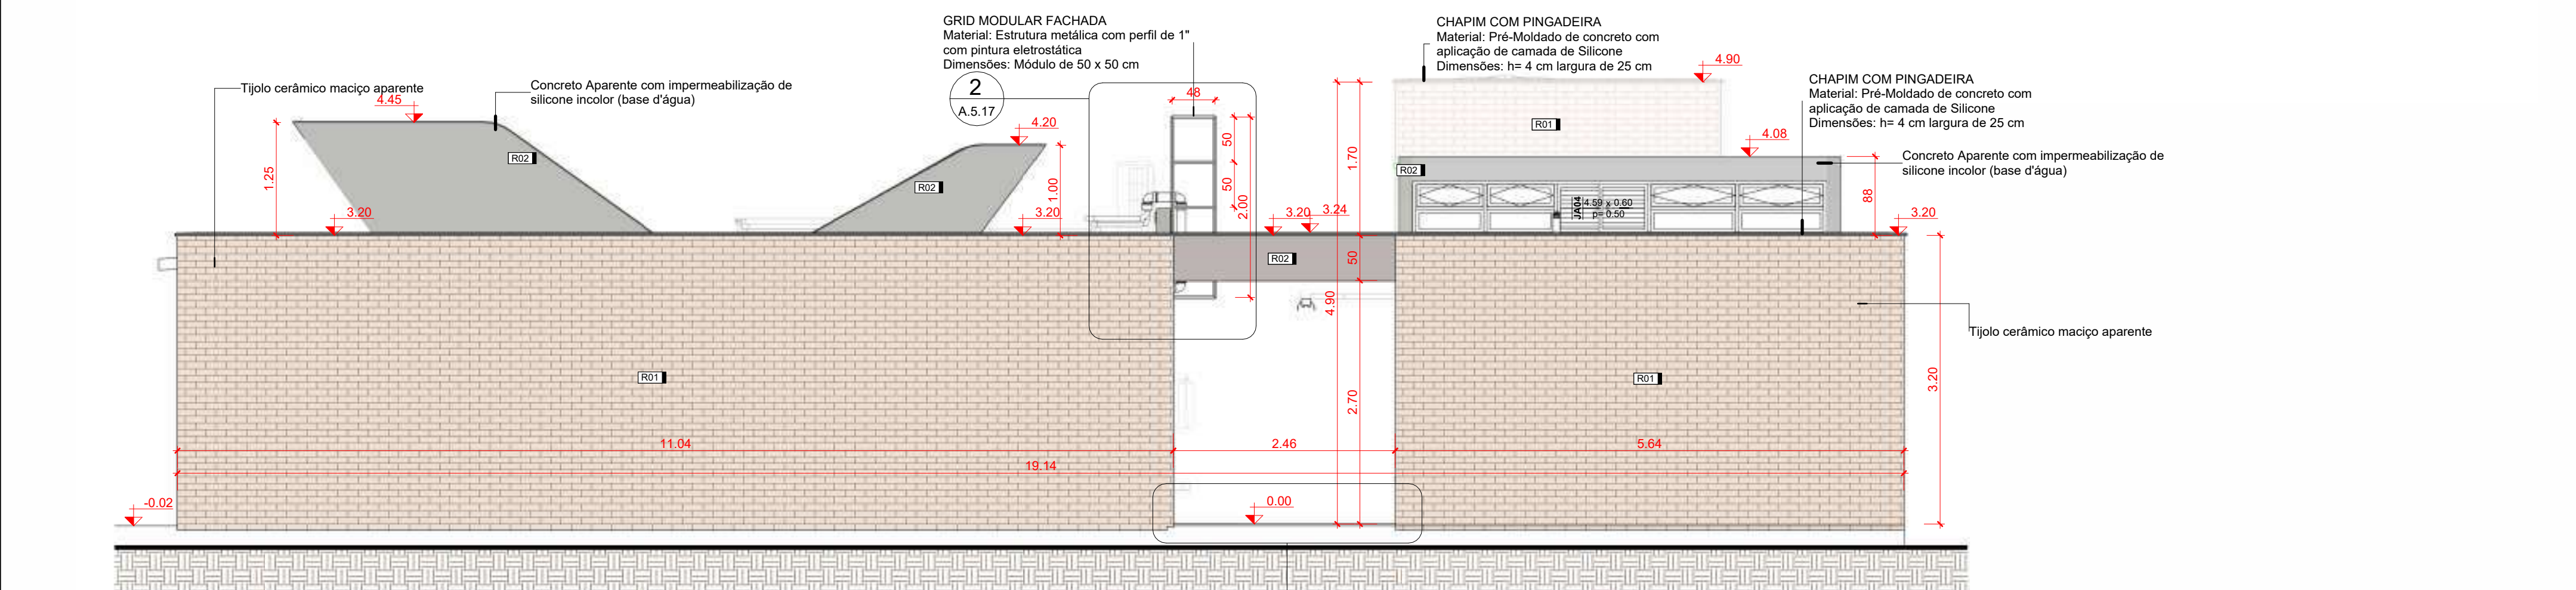 GRID MODULAR FACHADA
Material: Estrutura metálica com perfil de 1"
com pintura eletrostática
Dimensões: Módulo de 50 x 50 cm
CHAPIM COM PINGADEIRA
Material: Pré-Moldado de concreto com
aplicação de camada de Silicone
Dimensões: h= 4 cm largura de 25 cm
CHAPIM COM PINGADEIRA
Material: Pré-Moldado de concreto com
aplicação de camada de Silicone
Dimensões: h= 4 cm largura de 25 cm
Tijolo cerâmico maciço aparente
Concreto Aparente com impermeabilização de
silicone incolor (base d'água)
2
A.5.17
4.45
4.20
48
4.90
4.08
R01
R02
R02
R02
Concreto Aparente com impermeabilização de
silicone incolor (base d'água)
1.25
1.00
50
50
2.00
1.70
88
JA04
4.59 x 0.60
p= 0.50
3.20
3.20
3.20
3.24
3.20
R02
50
4.90
2.70
3.20
Tijolo cerâmico maciço aparente
R01
R01
11.04
2.46
5.64
19.14
-0.02
0.00